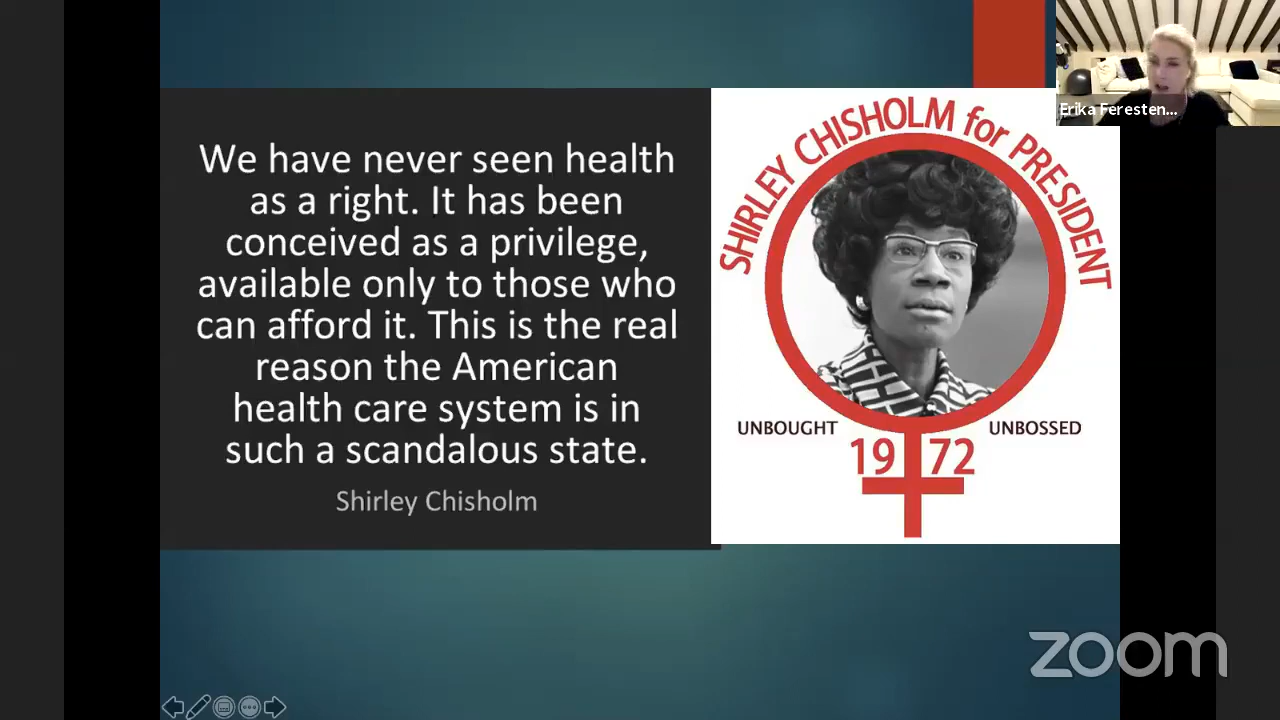 Erika Feresten...
We have never seen health
as a right. It has been
conceived as a privilege,
available only to those who
can afford it. This is the real
reason the American
health care system is in
such a scandalous state.
Shirley Chisholm
SHIRLEY CHISHOLM for PRESIDENT
UNBOUGHT UNBOSSED
1972
zoom